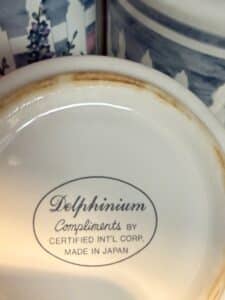 Delphinium
Compliments BY
CERTIFIED INT'L CORP.
MADE IN JAPAN